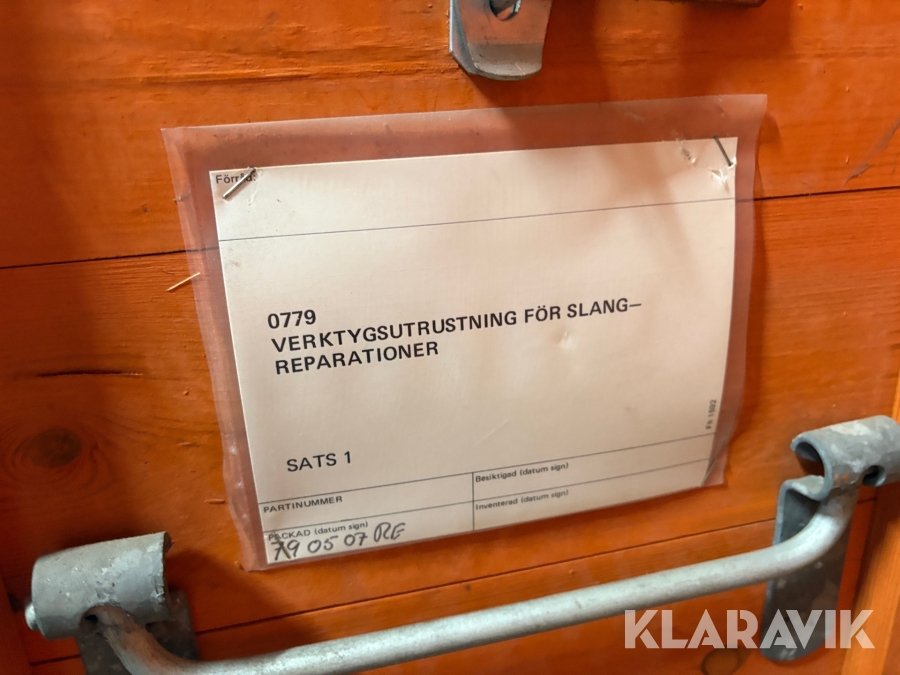 Förråd:
0779
VERKTYGSUTRUSTNING FÖR SLANG—
REPARATIONER
SATS 1
PARTINUMMER
Besiktigad (datum sign)
Inventerad (datum sign)
PACKAD (datum sign)
79 05 07 RE
KLARAVIK